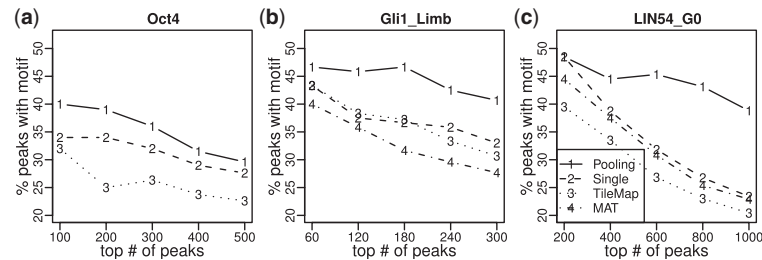 (a) Oct4
% peaks with motif
50
45
40
35
30
25
20
1 1 1 1 1
2 2 2 2 2
3 3 3 3 3
100 200 300 400 500
top # of peaks
(b) Gli1_Limb
% peaks with motif
50
45
40
35
30
25
20
1 1 1 1 1
2 2 2 2 2
3 3 3 3 3
4 4 4 4 4
60 120 180 240 300
top # of peaks
(c) LIN54_G0
% peaks with motif
50
45
40
35
30
25
20
1 1 1 1 1
2 2 2 2 2
3 3 3 3 3
4 4 4 4 4
1 Pooling
2 Single
3 TileMap
4 MAT
200 400 600 800 1000
top # of peaks